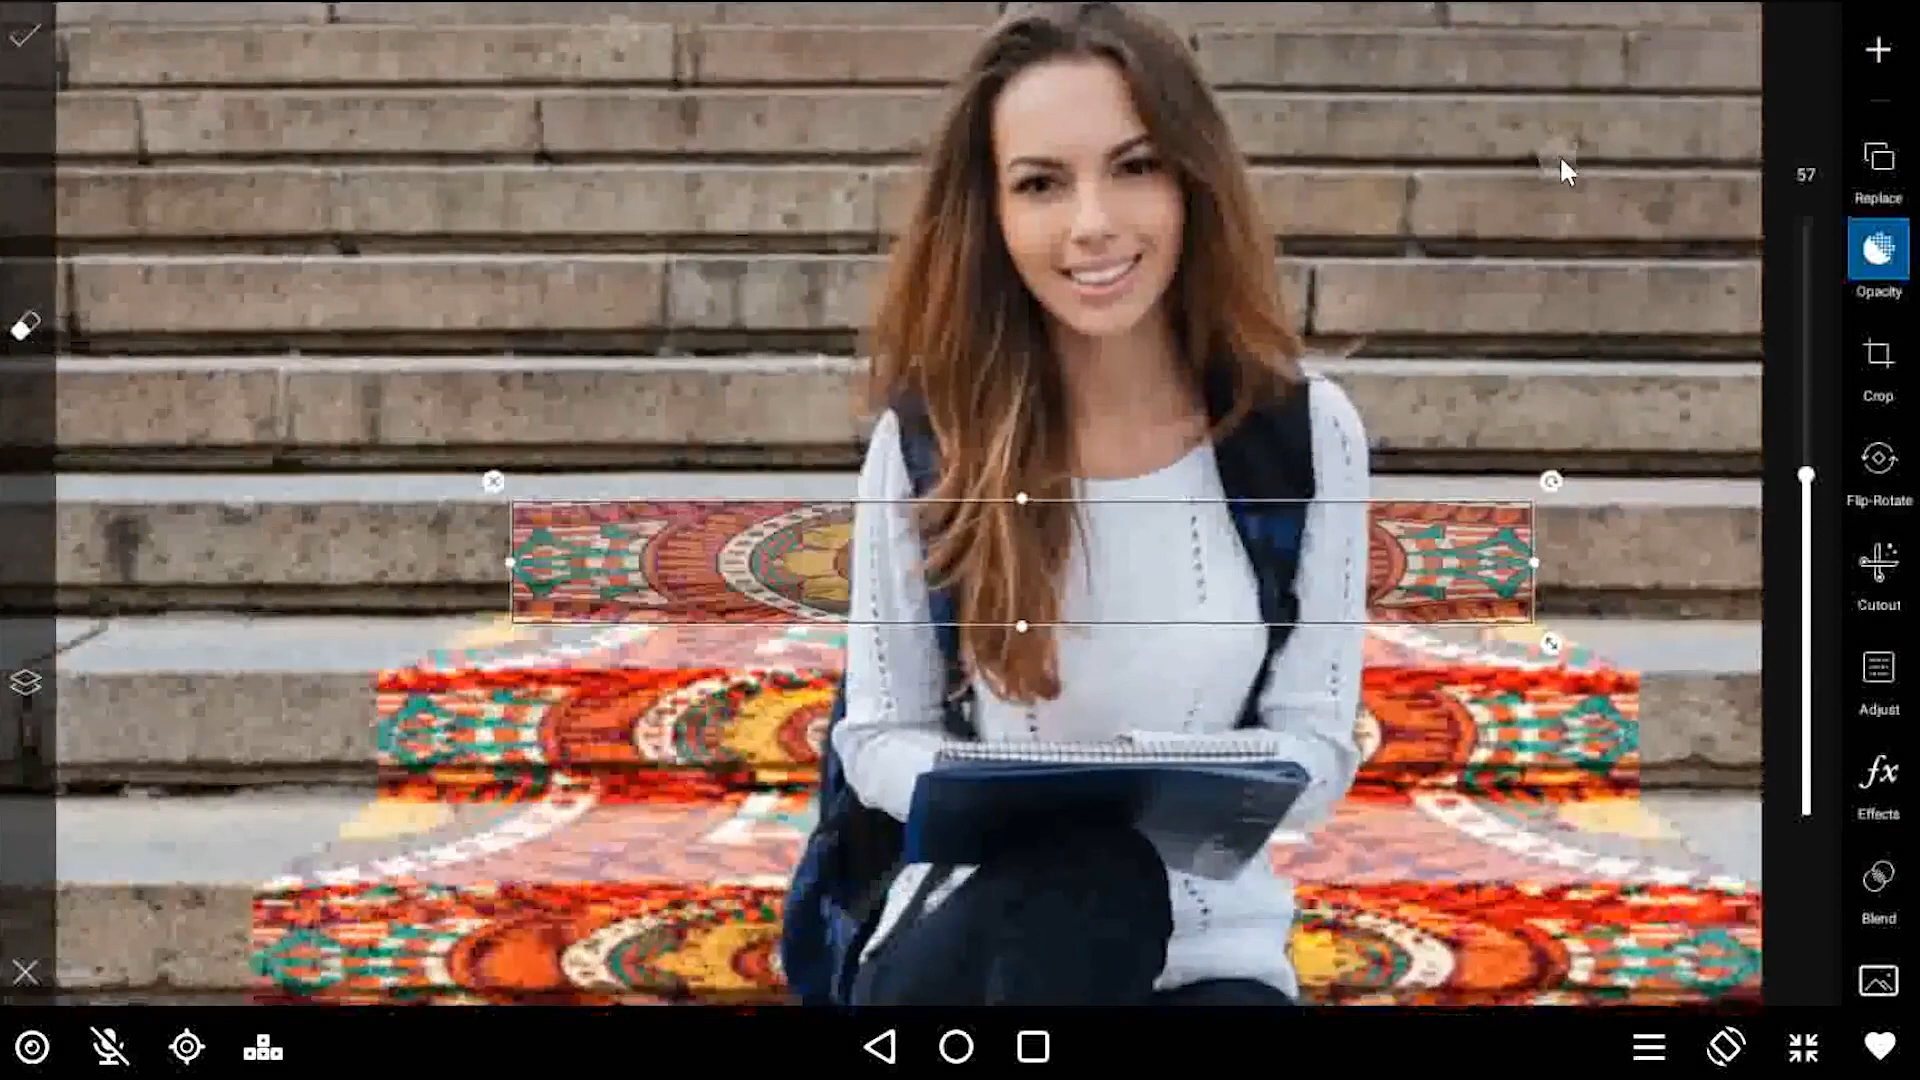 57
Replace
Opacity
Crop
Flip-Rotate
Cutout
Adjust
fx
Effects
Blend